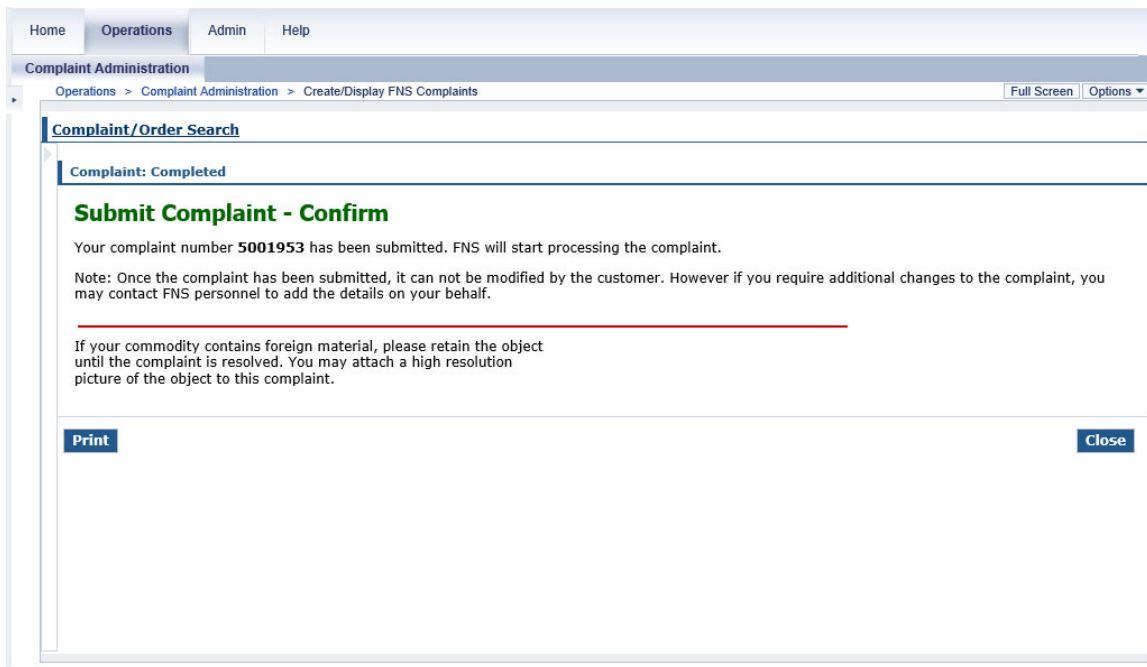 Home Operations Admin Help
Complaint Administration
Operations > Complaint Administration > Create/Display FNS Complaints Full Screen Options
Complaint/Order Search
Complaint: Completed
Submit Complaint - Confirm
Your complaint number 5001953 has been submitted. FNS will start processing the complaint.
Note: Once the complaint has been submitted, it can not be modified by the customer. However if you require additional changes to the complaint, you
may contact FNS personnel to add the details on your behalf.
If your commodity contains foreign material, please retain the object
until the complaint is resolved. You may attach a high resolution
picture of the object to this complaint.
Print Close